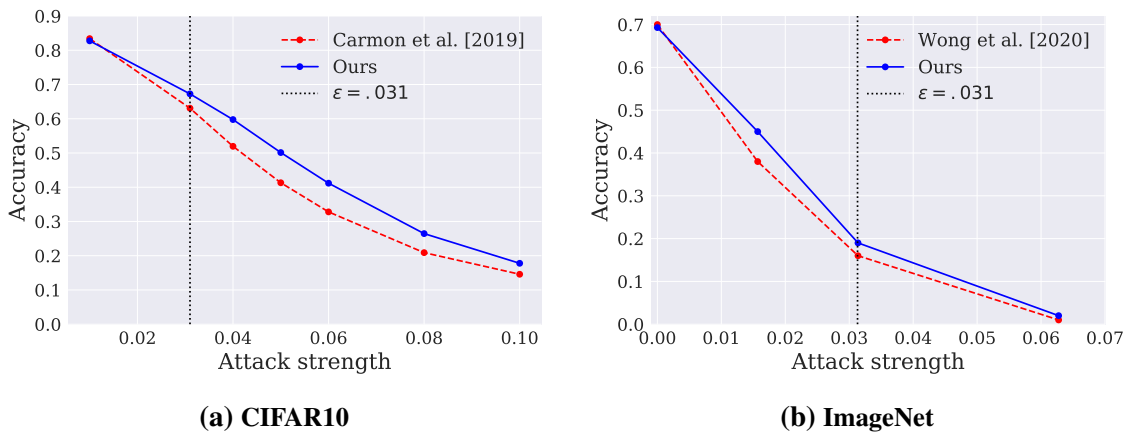 0.9
0.8
0.7
0.6
0.5
0.4
0.3
0.2
0.1
0.0
Accuracy
Carmon et al. [2019]
Ours
ε = .031
0.02
0.04
0.06
0.08
0.10
Attack strength
(a) CIFAR10
0.7
0.6
0.5
0.4
0.3
0.2
0.1
0.0
Accuracy
Wong et al. [2020]
Ours
ε = .031
0.00
0.01
0.02
0.03
0.04
0.05
0.06
0.07
Attack strength
(b) ImageNet